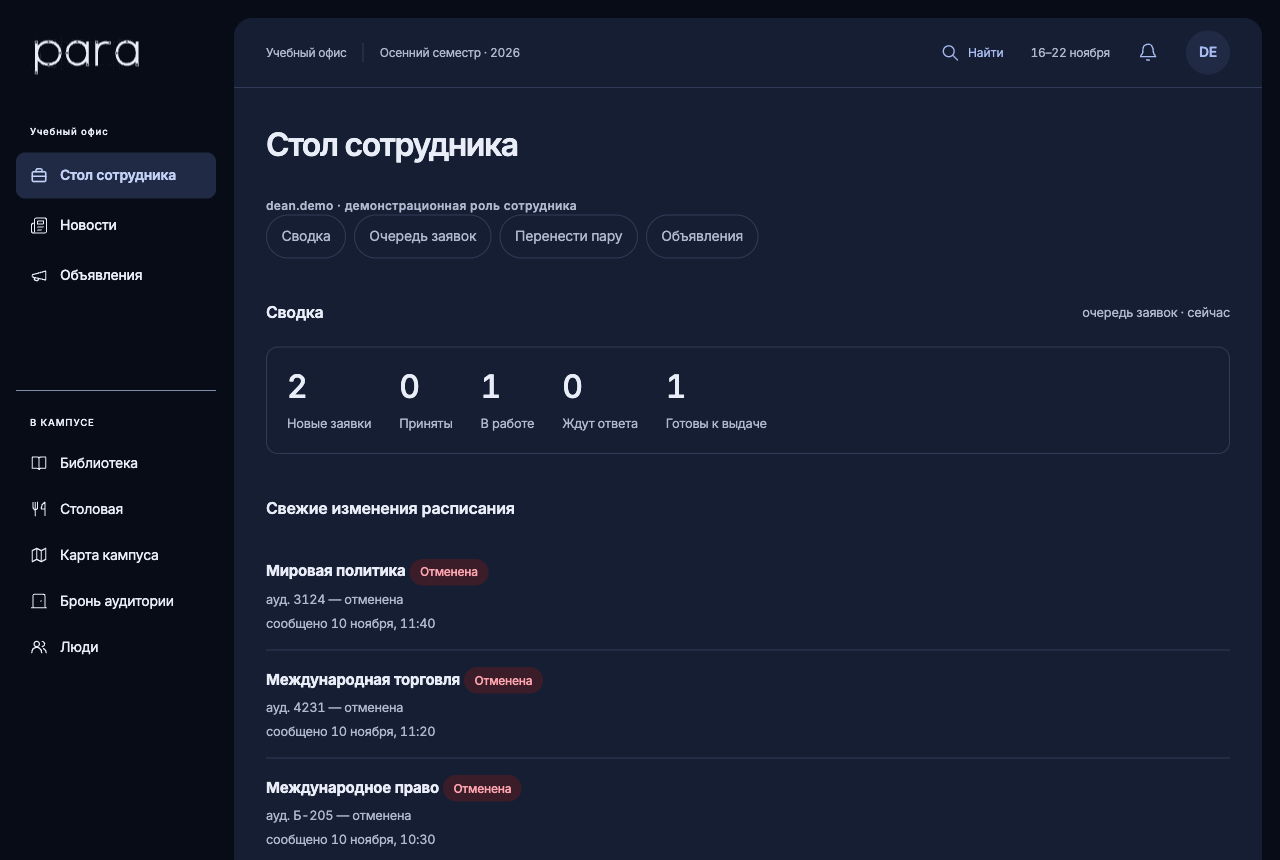 para
Учебный офис
Стол сотрудника
Новости
Объявления
В КАМПУСЕ
Библиотека
Столовая
Карта кампуса
Бронь аудитории
Люди
Учебный офис
Осенний семестр · 2026
Найти
16–22 ноября
DE
Стол сотрудника
dean.demo · демонстрационная роль сотрудника
Сводка
Очередь заявок
Перенести пару
Объявления
Сводка
очередь заявок · сейчас
2
Новые заявки
0
Приняты
1
В работе
0
Ждут ответа
1
Готовы к выдаче
Свежие изменения расписания
Мировая политика Отменена
ауд. 3124 — отменена
сообщено 10 ноября, 11:40
Международная торговля Отменена
ауд. 4231 — отменена
сообщено 10 ноября, 11:20
Международное право Отменена
ауд. Б-205 — отменена
сообщено 10 ноября, 10:30